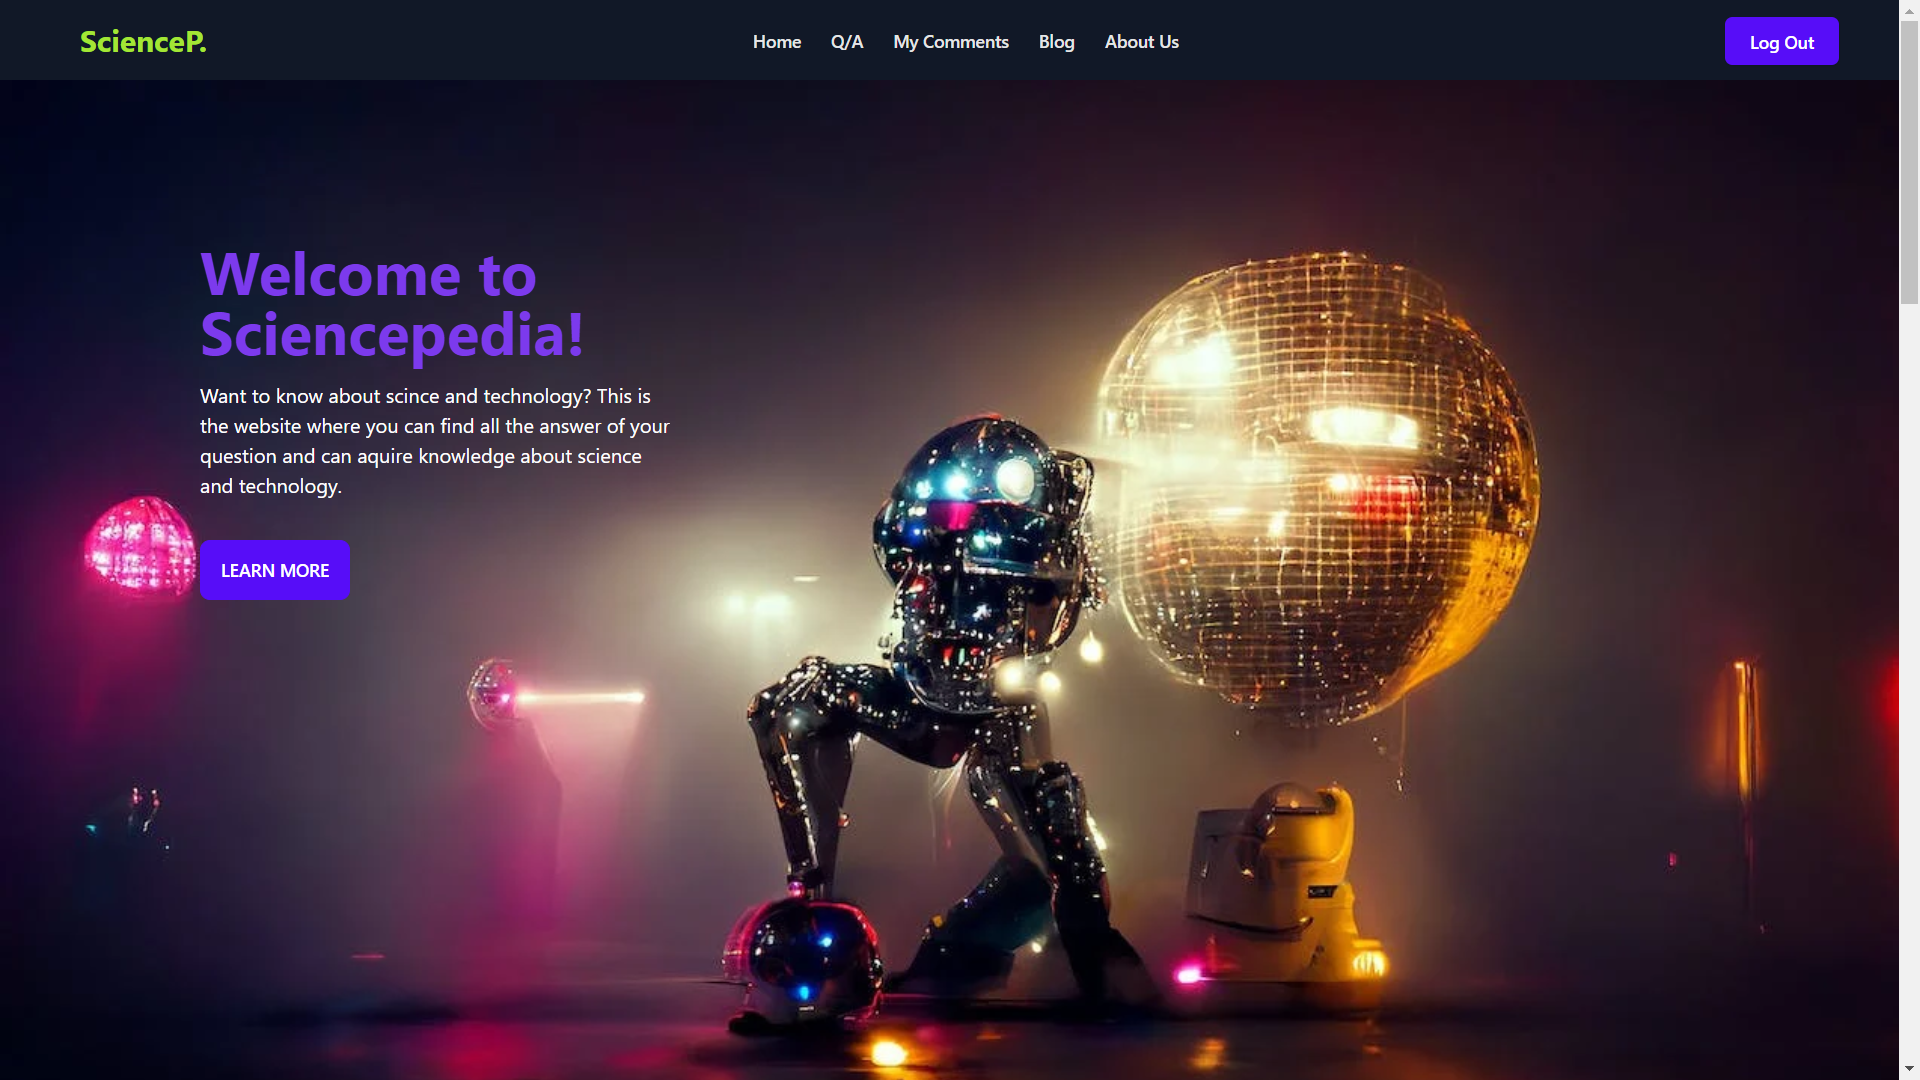 ScienceP.
Home Q/A My Comments Blog About Us
Log Out
Welcome to
Sciencepedia!
Want to know about scince and technology? This is
the website where you can find all the answer of your
question and can aquire knowledge about science
and technology.
LEARN MORE